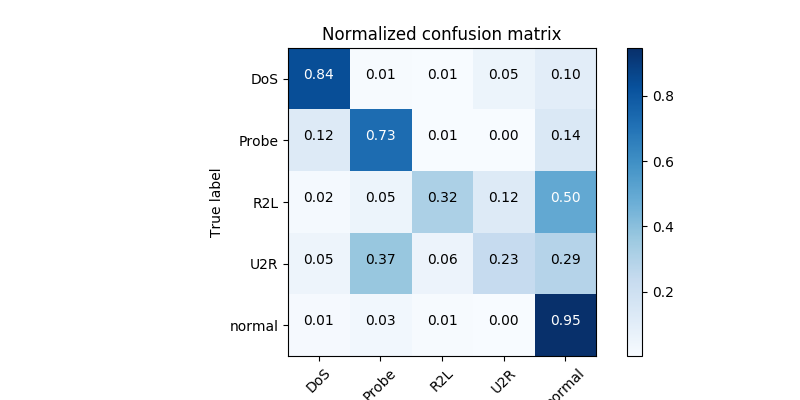 Normalized confusion matrix
DoS 0.84 0.01 0.01 0.05 0.10
Probe 0.12 0.73 0.01 0.00 0.14
R2L 0.02 0.05 0.32 0.12 0.50
U2R 0.05 0.37 0.06 0.23 0.29
normal 0.01 0.03 0.01 0.00 0.95
True label
DoS Probe R2L U2R
0.8
0.6
0.4
0.2